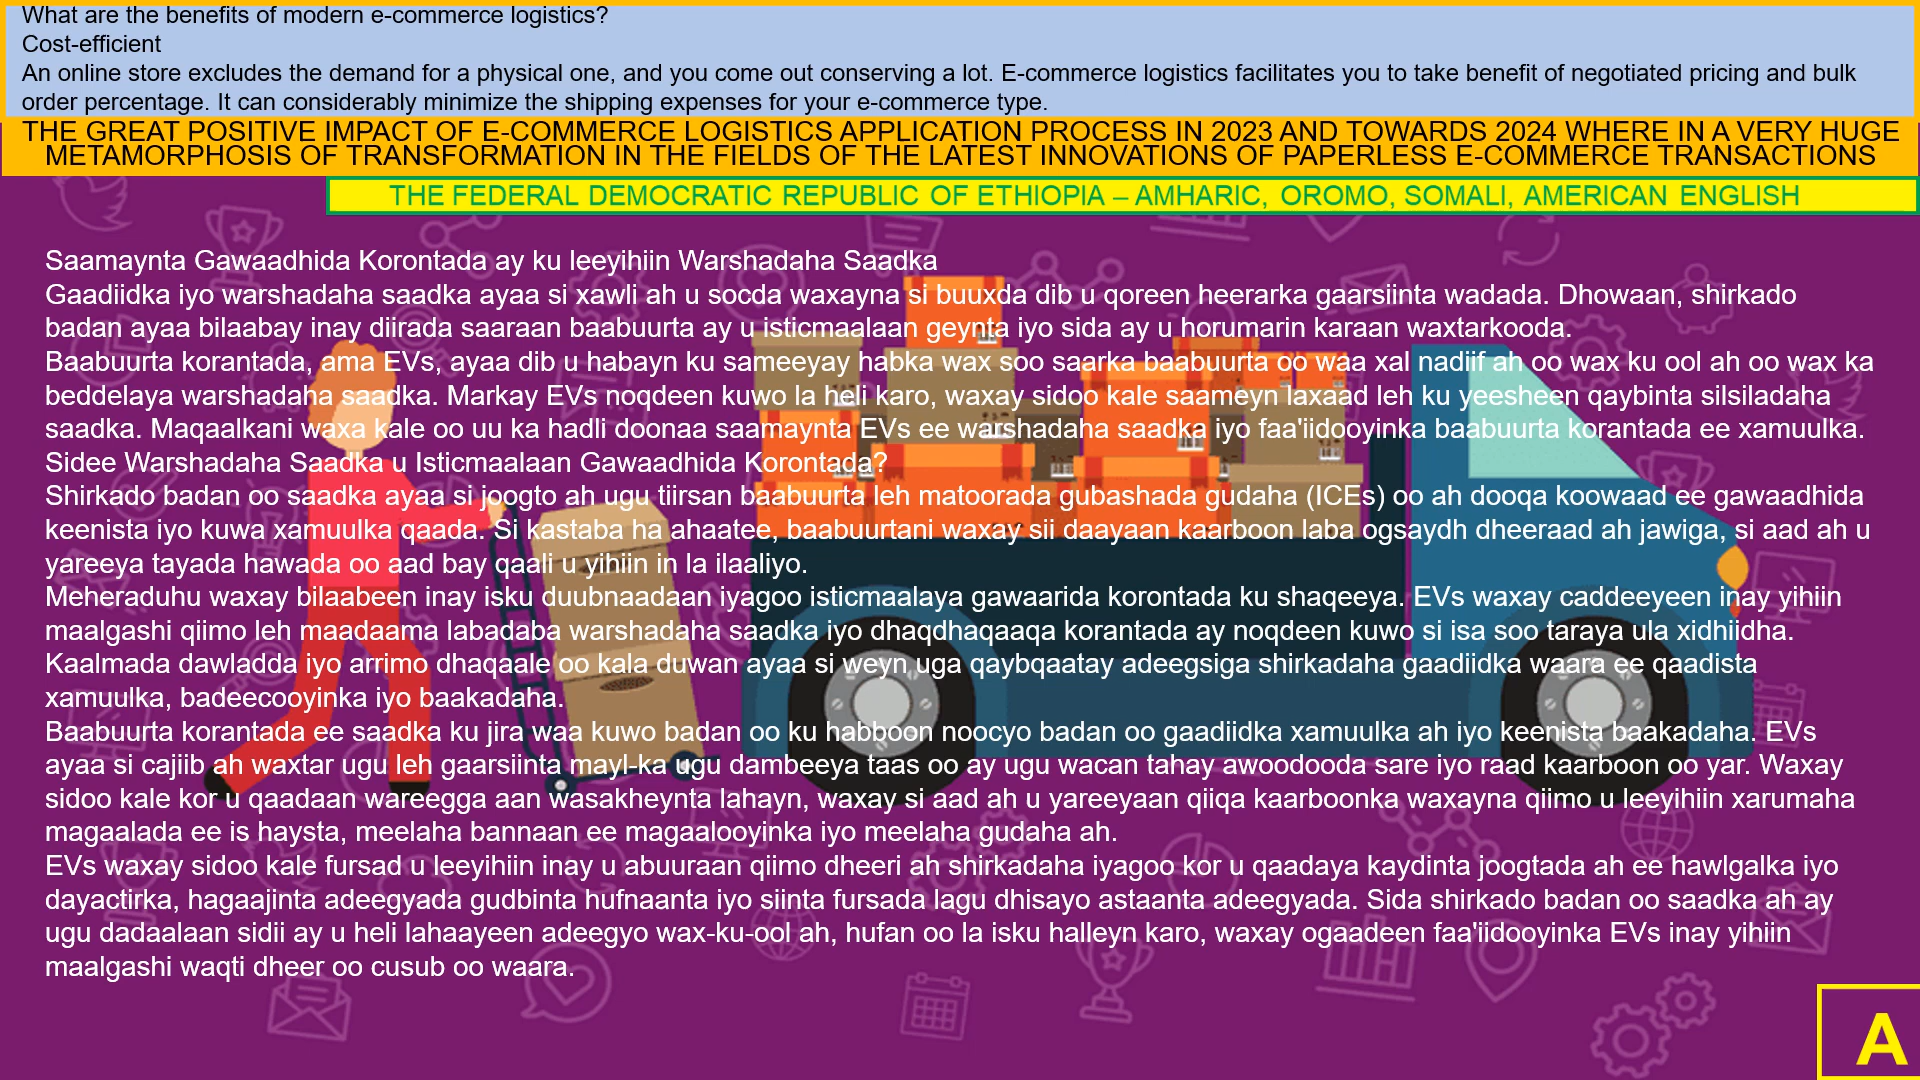 What are the benefits of modern e-commerce logistics?
Cost-efficient
An online store excludes the demand for a physical one, and you come out conserving a lot. E-commerce logistics facilitates you to take benefit of negotiated pricing and bulk
order percentage. It can considerably minimize the shipping expenses for your e-commerce type.
THE GREAT POSITIVE IMPACT OF E-COMMERCE LOGISTICS APPLICATION PROCESS IN 2023 AND TOWARDS 2024 WHERE IN A VERY HUGE
METAMORPHOSIS OF TRANSFORMATION IN THE FIELDS OF THE LATEST INNOVATIONS OF PAPERLESS E-COMMERCE TRANSACTIONS
THE FEDERAL DEMOCRATIC REPUBLIC OF ETHIOPIA – AMHARIC, OROMO, SOMALI, AMERICAN ENGLISH
Saamaynta Gawaadhida Korontada ay ku leeyihiin Warshadaha Saadka
Gaadiidka iyo warshadaha saadka ayaa si xawli ah u socda waxayna si buuxda dib u qoreen heerarka gaarsiinta wadada. Dhowaan, shirkado
badan ayaa bilaabay inay diirada saaraan baabuurta ay u isticmaalaan geynta iyo sida ay u horumarin karaan waxtarkooda.
Baabuurta korantada, ama EVs, ayaa dib u habayn ku sameeyay habka wax soo saarka baabuurta oo waa xal nadiif ah oo wax ku ool ah oo wax ka
beddelaya warshadaha saadka. Markay EVs noqdeen kuwo la heli karo, waxay sidoo kale saameyn laxaad leh ku yeesheen qaybinta silsiladaha
saadka. Maqaalkani waxa kale oo uu ka hadli doonaa saamaynta EVs ee warshadaha saadka iyo faa'iidooyinka baabuurta korantada ee xamuulka.
Sidee Warshadaha Saadka u Isticmaalaan Gawaadhida Korontada?
Shirkado badan oo saadka ayaa si joogto ah ugu tiirsan baabuurta leh matoorada gubashada gudaha (ICEs) oo ah dooqa koowaad ee gawaadhida
keenista iyo kuwa xamuulka qaada. Si kastaba ha ahaatee, baabuurtani waxay sii daayaan kaarboon laba ogsaydh dheeraad ah jawiga, si aad ah u
yareeya tayada hawada oo aad bay qaali u yihiin in la ilaaliyo.
Meheraduhu waxay bilaabeen inay isku duubnaadaan iyagoo isticmaalaya gawaarida korontada ku shaqeeya. EVs waxay caddeeyeen inay yihiin
maalgashi qiimo leh maadaama labadaba warshadaha saadka iyo dhaqdhaqaaqa korantada ay noqdeen kuwo si isa soo taraya ula xidhiidha.
Kaalmada dawladda iyo arrimo dhaqaale oo kala duwan ayaa si weyn uga qaybqaatay adeegsiga shirkadaha gaadiidka waara ee qaadista
xamuulka, badeecooyinka iyo baakadaha.
Baabuurta korantada ee saadka ku jira waa kuwo badan oo ku habboon noocyo badan oo gaadiidka xamuulka ah iyo keenista baakadaha. EVs
ayaa si cajiib ah waxtar ugu leh gaarsiinta mayl-ka ugu dambeeya taas oo ay ugu wacan tahay awoodooda sare iyo raad kaarboon oo yar. Waxay
sidoo kale kor u qaadaan wareegga aan wasakheynta lahayn, waxay si aad ah u yareeyaan qiiqa kaarboonka waxayna qiimo u leeyihiin xarumaha
magaalada ee is haysta, meelaha bannaan ee magaalooyinka iyo meelaha gudaha ah.
EVs waxay sidoo kale fursad u leeyihiin inay u abuuraan qiimo dheeri ah shirkadaha iyagoo kor u qaadaya kaydinta joogtada ah ee hawlgalka iyo
dayactirka, hagaajinta adeegyada gudbinta hufnaanta iyo siinta fursada lagu dhisayo astaanta adeegyada. Sida shirkado badan oo saadka ah ay
ugu dadaalaan sidii ay u heli lahaayeen adeegyo wax-ku-ool ah, hufan oo la isku halleyn karo, waxay ogaadeen faa'iidooyinka EVs inay yihiin
maalgashi waqti dheer oo cusub oo waara.
A